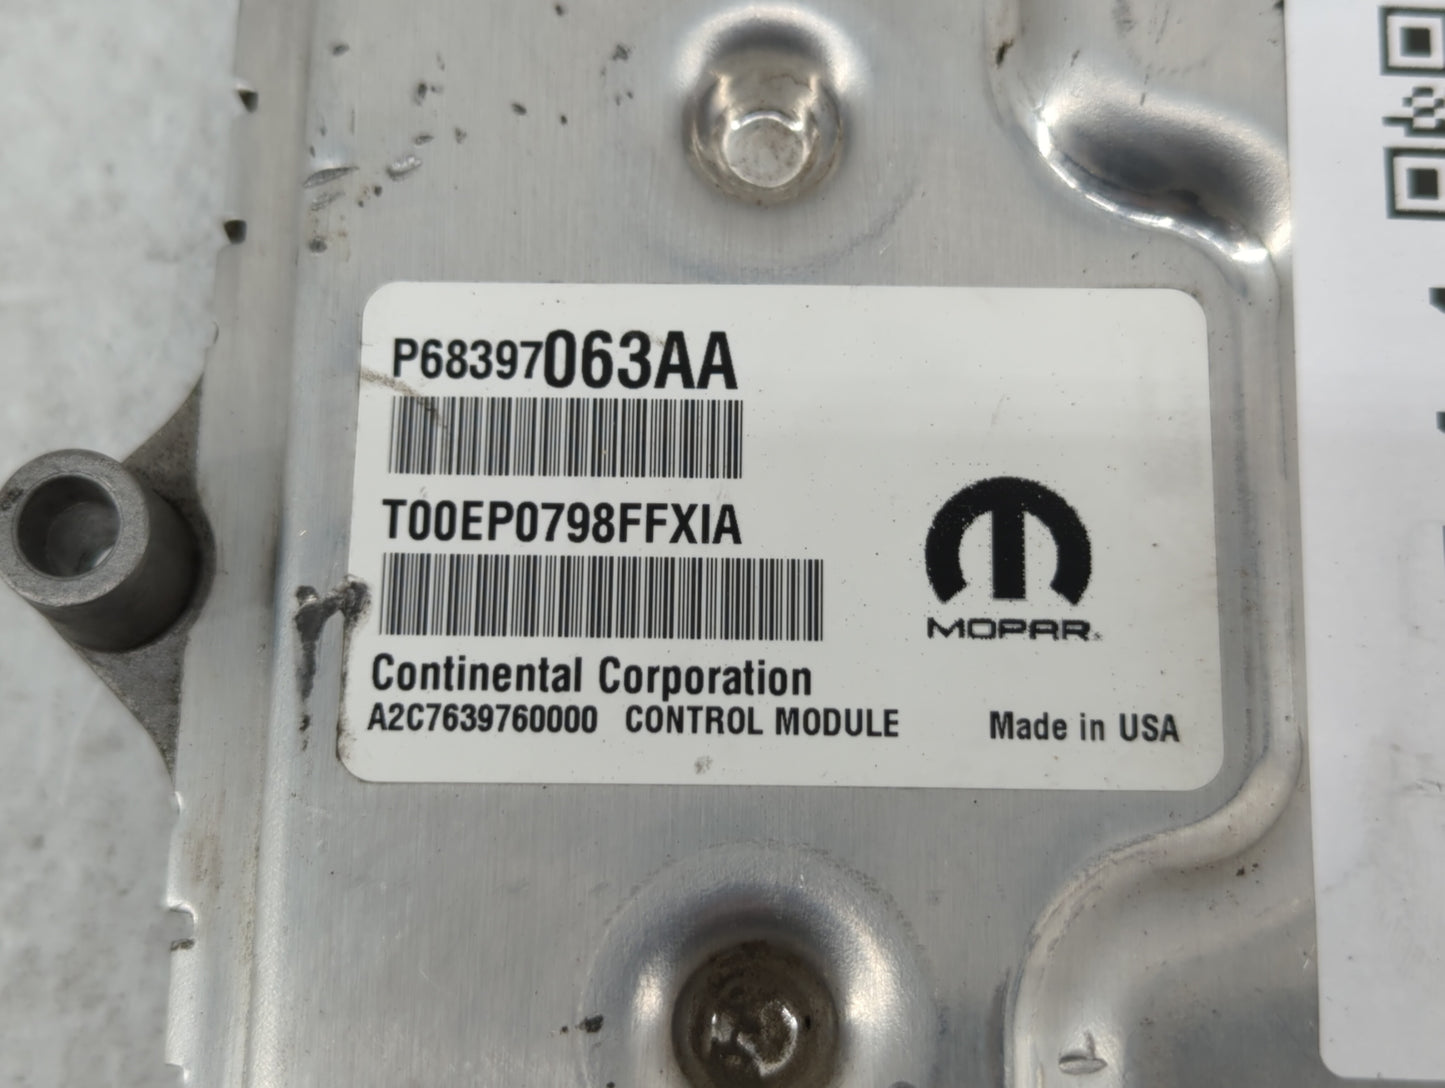 P68397063AA
T00EP0798FFXIA
MOPAR
Continental Corporation
A2C7639760000 CONTROL MODULE Made in USA